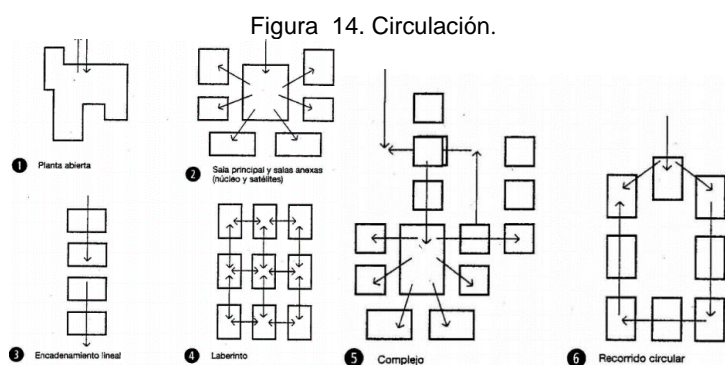 Figura 14. Circulación.
1 Planta abierta
2 Sala principal y salas anexas
(núcleo y satélites)
3 Encadenamiento lineal
4 Laberinto
5 Complejo
6 Recorrido circular